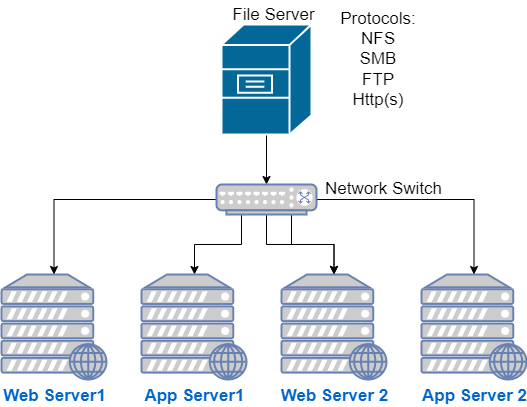 File Server
Protocols:
NFS
SMB
FTP
Http(s)
Network Switch
Web Server1
App Server1
Web Server 2
App Server 2